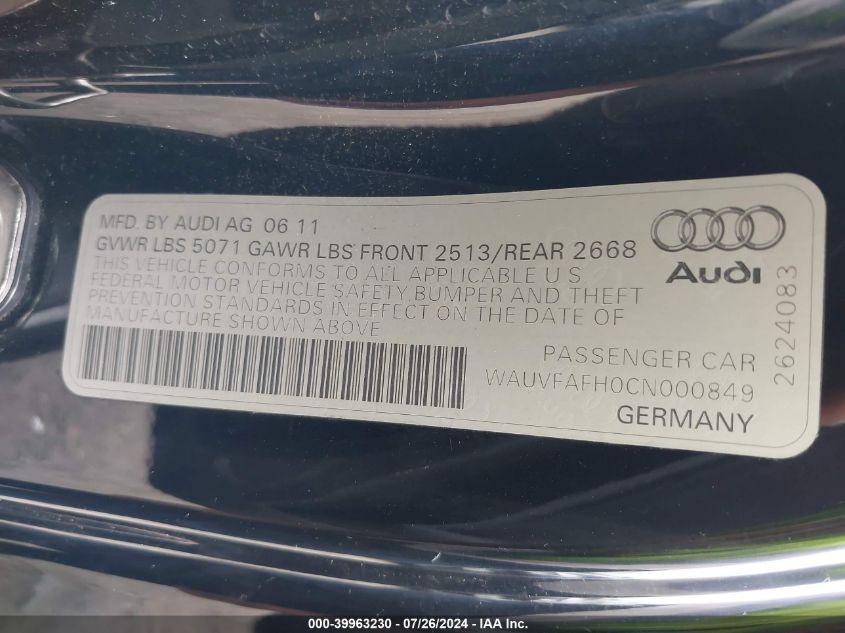 MFD. BY AUDI AG 06 11
GVWR LBS 5071 GAWR LBS FRONT 2513/REAR 2668
THIS VEHICLE CONFORMS TO ALL APPLICABLE U S
FEDERAL MOTOR VEHICLE SAFETY, BUMPER AND THEFT
PREVENTION STANDARDS IN EFFECT ON THE DATE OF
MANUFACTURE SHOWN ABOVE
PASSENGER CAR
WAUVFAFH0CN000849
GERMANY
Audi
2624083
000-39963230 - 07/26/2024 - IAA Inc.